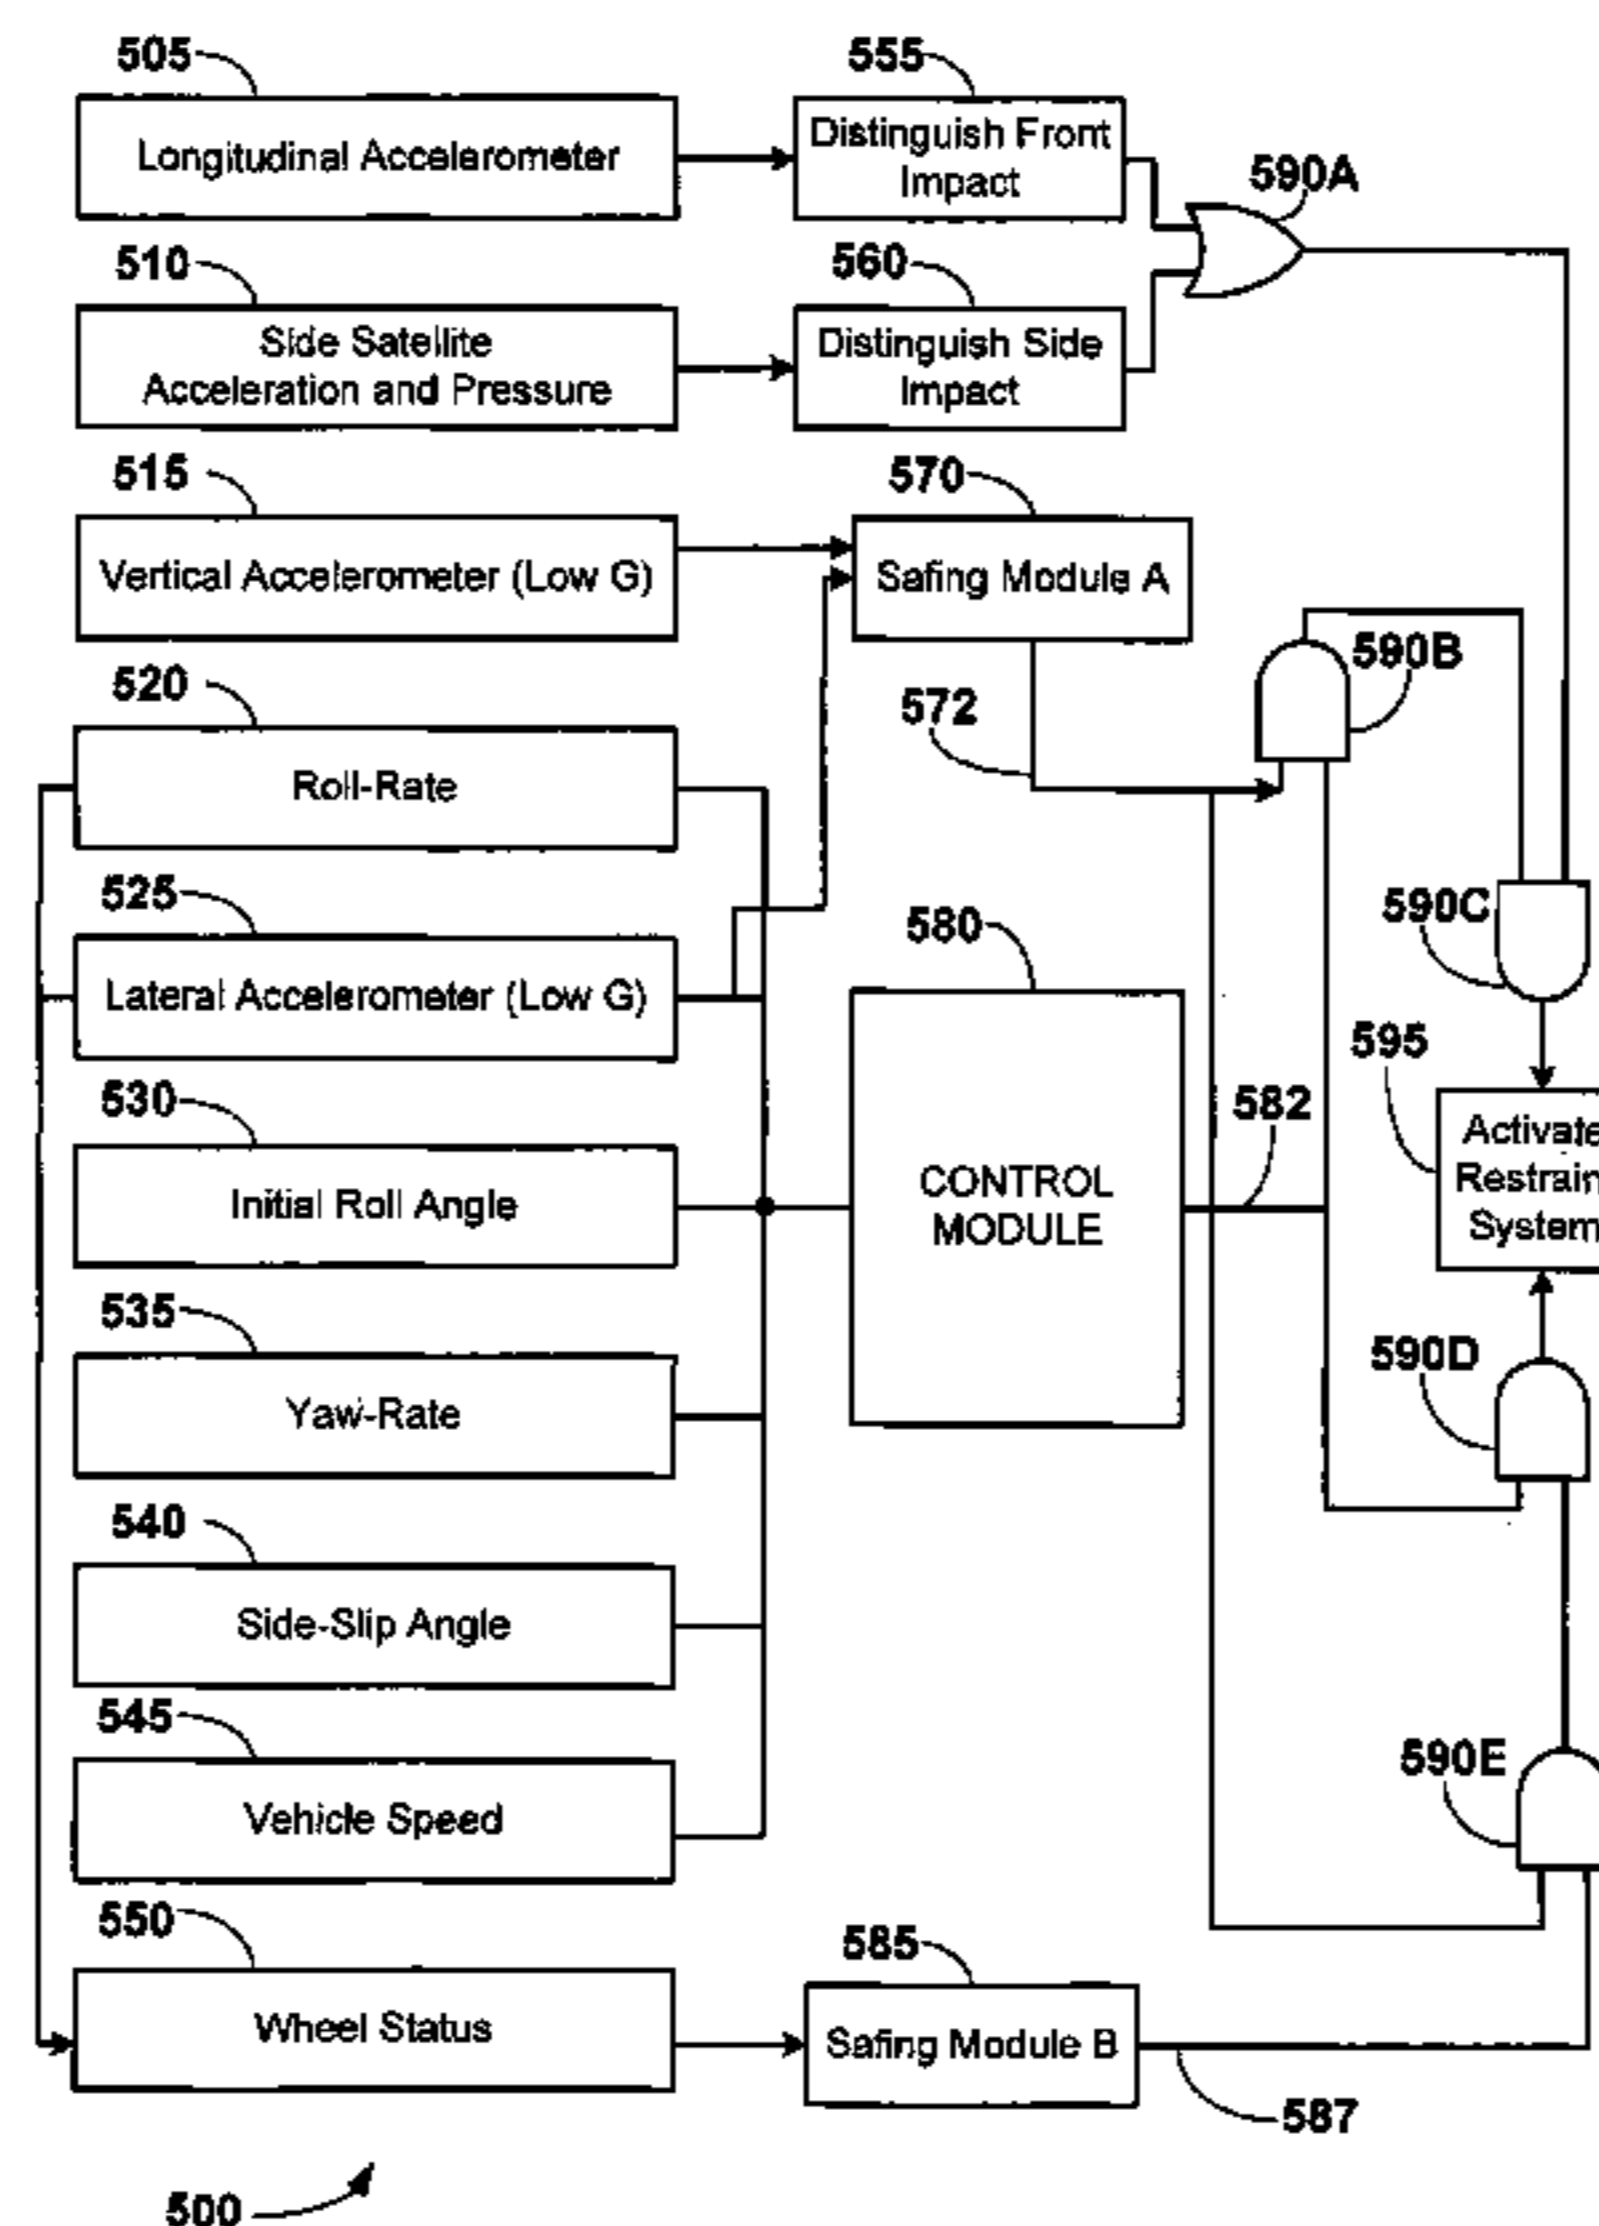 505
Longitudinal Accelerometer
555
Distinguish Front
Impact
590A
510
Side Satellite
Acceleration and Pressure
560
Distinguish Side
Impact
515
Vertical Accelerometer (Low G)
570
Safing Module A
590B
572
520
Roll-Rate
525
Lateral Accelerometer (Low G)
580
CONTROL
MODULE
590C
595
Activate
Restrain
System
582
530
Initial Roll Angle
535
Yaw-Rate
590D
540
Side-Slip Angle
545
Vehicle Speed
590E
550
Wheel Status
585
Safing Module B
587
500